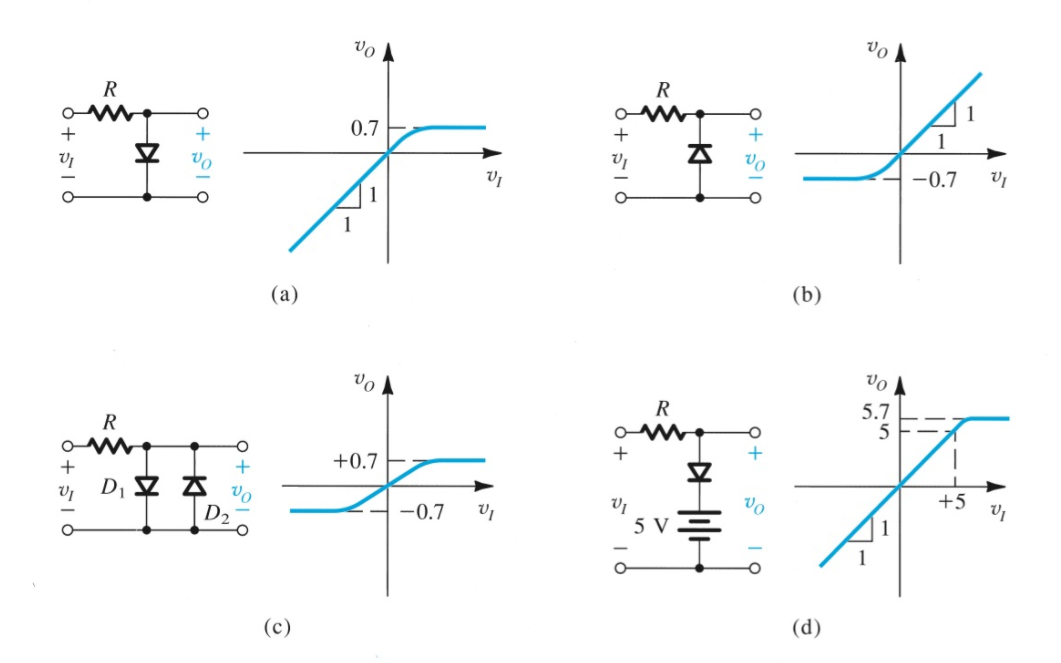 R
+
v_I
−
+
v_O
−
v_O
0.7
v_I
1
1
(a)
R
+
v_I
−
+
v_O
−
v_O
1
1
−0.7
v_I
(b)
R
+
v_I
−
D_1
D_2
+
v_O
−
v_O
+0.7
−0.7
v_I
(c)
R
+
v_I
−
5 V
+
v_O
−
v_O
5.7
5
+5
v_I
1
1
(d)